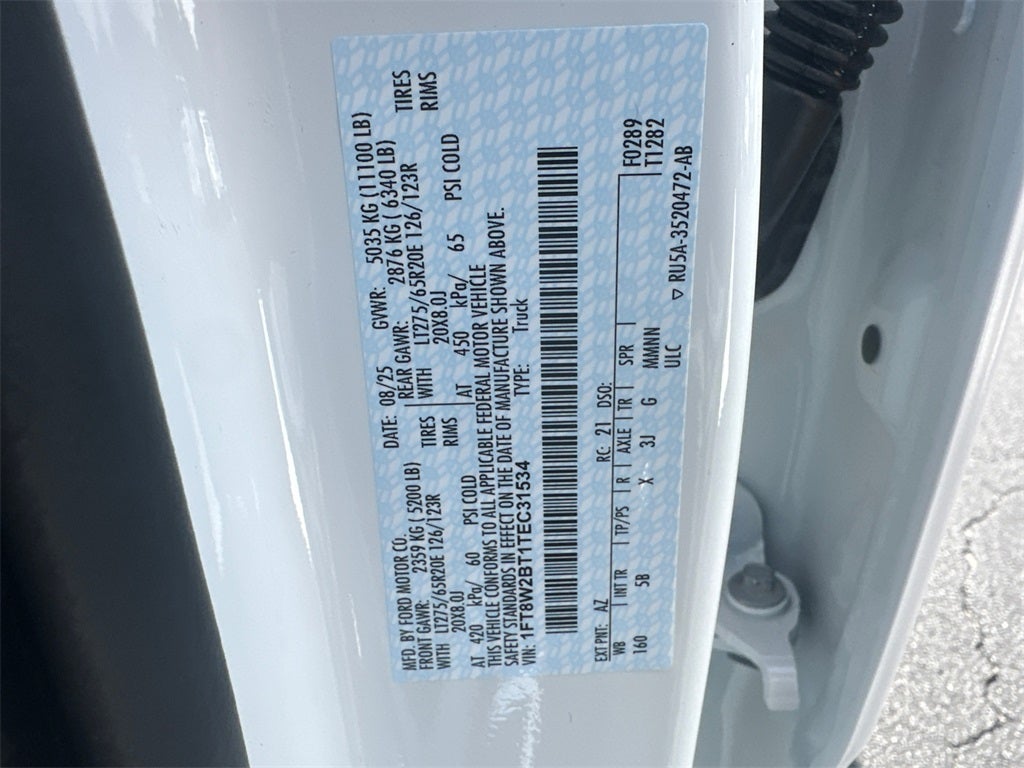 MFD. BY FORD MOTOR CO.
DATE: 08/25 GVWR: 5035 KG (11100 LB)
FRONT GAWR: 2359 KG ( 5200 LB)
REAR GAWR: 2876 KG ( 6340 LB)
WITH LT275/65R20E 126/123R TIRES
WITH LT275/65R20E 126/123R TIRES
20X8.0J RIMS
20X8.0J RIMS
AT 420 kPa/ 60 PSI COLD
AT 450 kPa/ 65 PSI COLD
THIS VEHICLE CONFORMS TO ALL APPLICABLE FEDERAL MOTOR VEHICLE
SAFETY STANDARDS IN EFFECT ON THE DATE OF MANUFACTURE SHOWN ABOVE.
VIN: 1FT8W2BT1TEC31534 TYPE: Truck
EXT PNT: AZ RC: 21 DSO: F0289
WB INT TR TP/PS R AXLE TR SPR T1282
160 5B X 3J G MMNN
ULC ▽ RU5A-3520472-AB